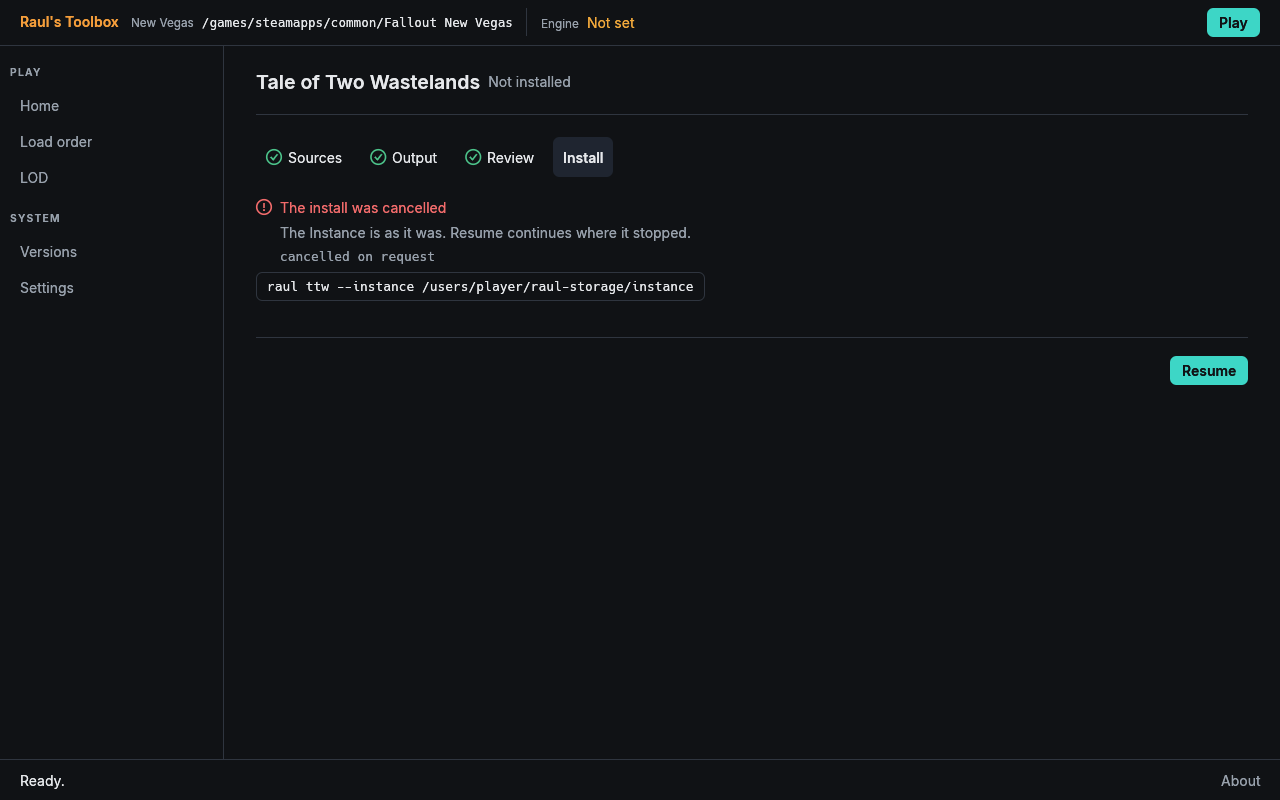 Raul's Toolbox New Vegas /games/steamapps/common/Fallout New Vegas Engine Not set Play
PLAY
Home
Load order
LOD
SYSTEM
Versions
Settings
Tale of Two Wastelands Not installed
Sources Output Review Install
The install was cancelled
The Instance is as it was. Resume continues where it stopped.
cancelled on request
raul ttw --instance /users/player/raul-storage/instance
Resume
Ready. About